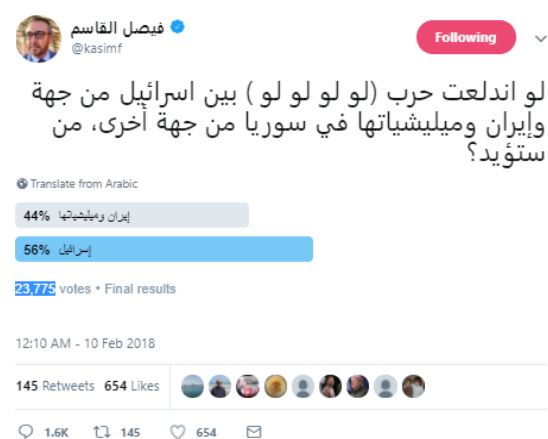 فيصل القاسم
@kasimf
Following
لو اندلعت حرب (لو لو لو لو ) بين اسرائيل من جهة
وإيران وميليشياتها في سوريا من جهة أخرى، من
ستؤيد؟
Translate from Arabic
44% إيران وميليشياتها
56% إسرائيل
23,775 votes • Final results
12:10 AM - 10 Feb 2018
145 Retweets 654 Likes
1.6K 145 654